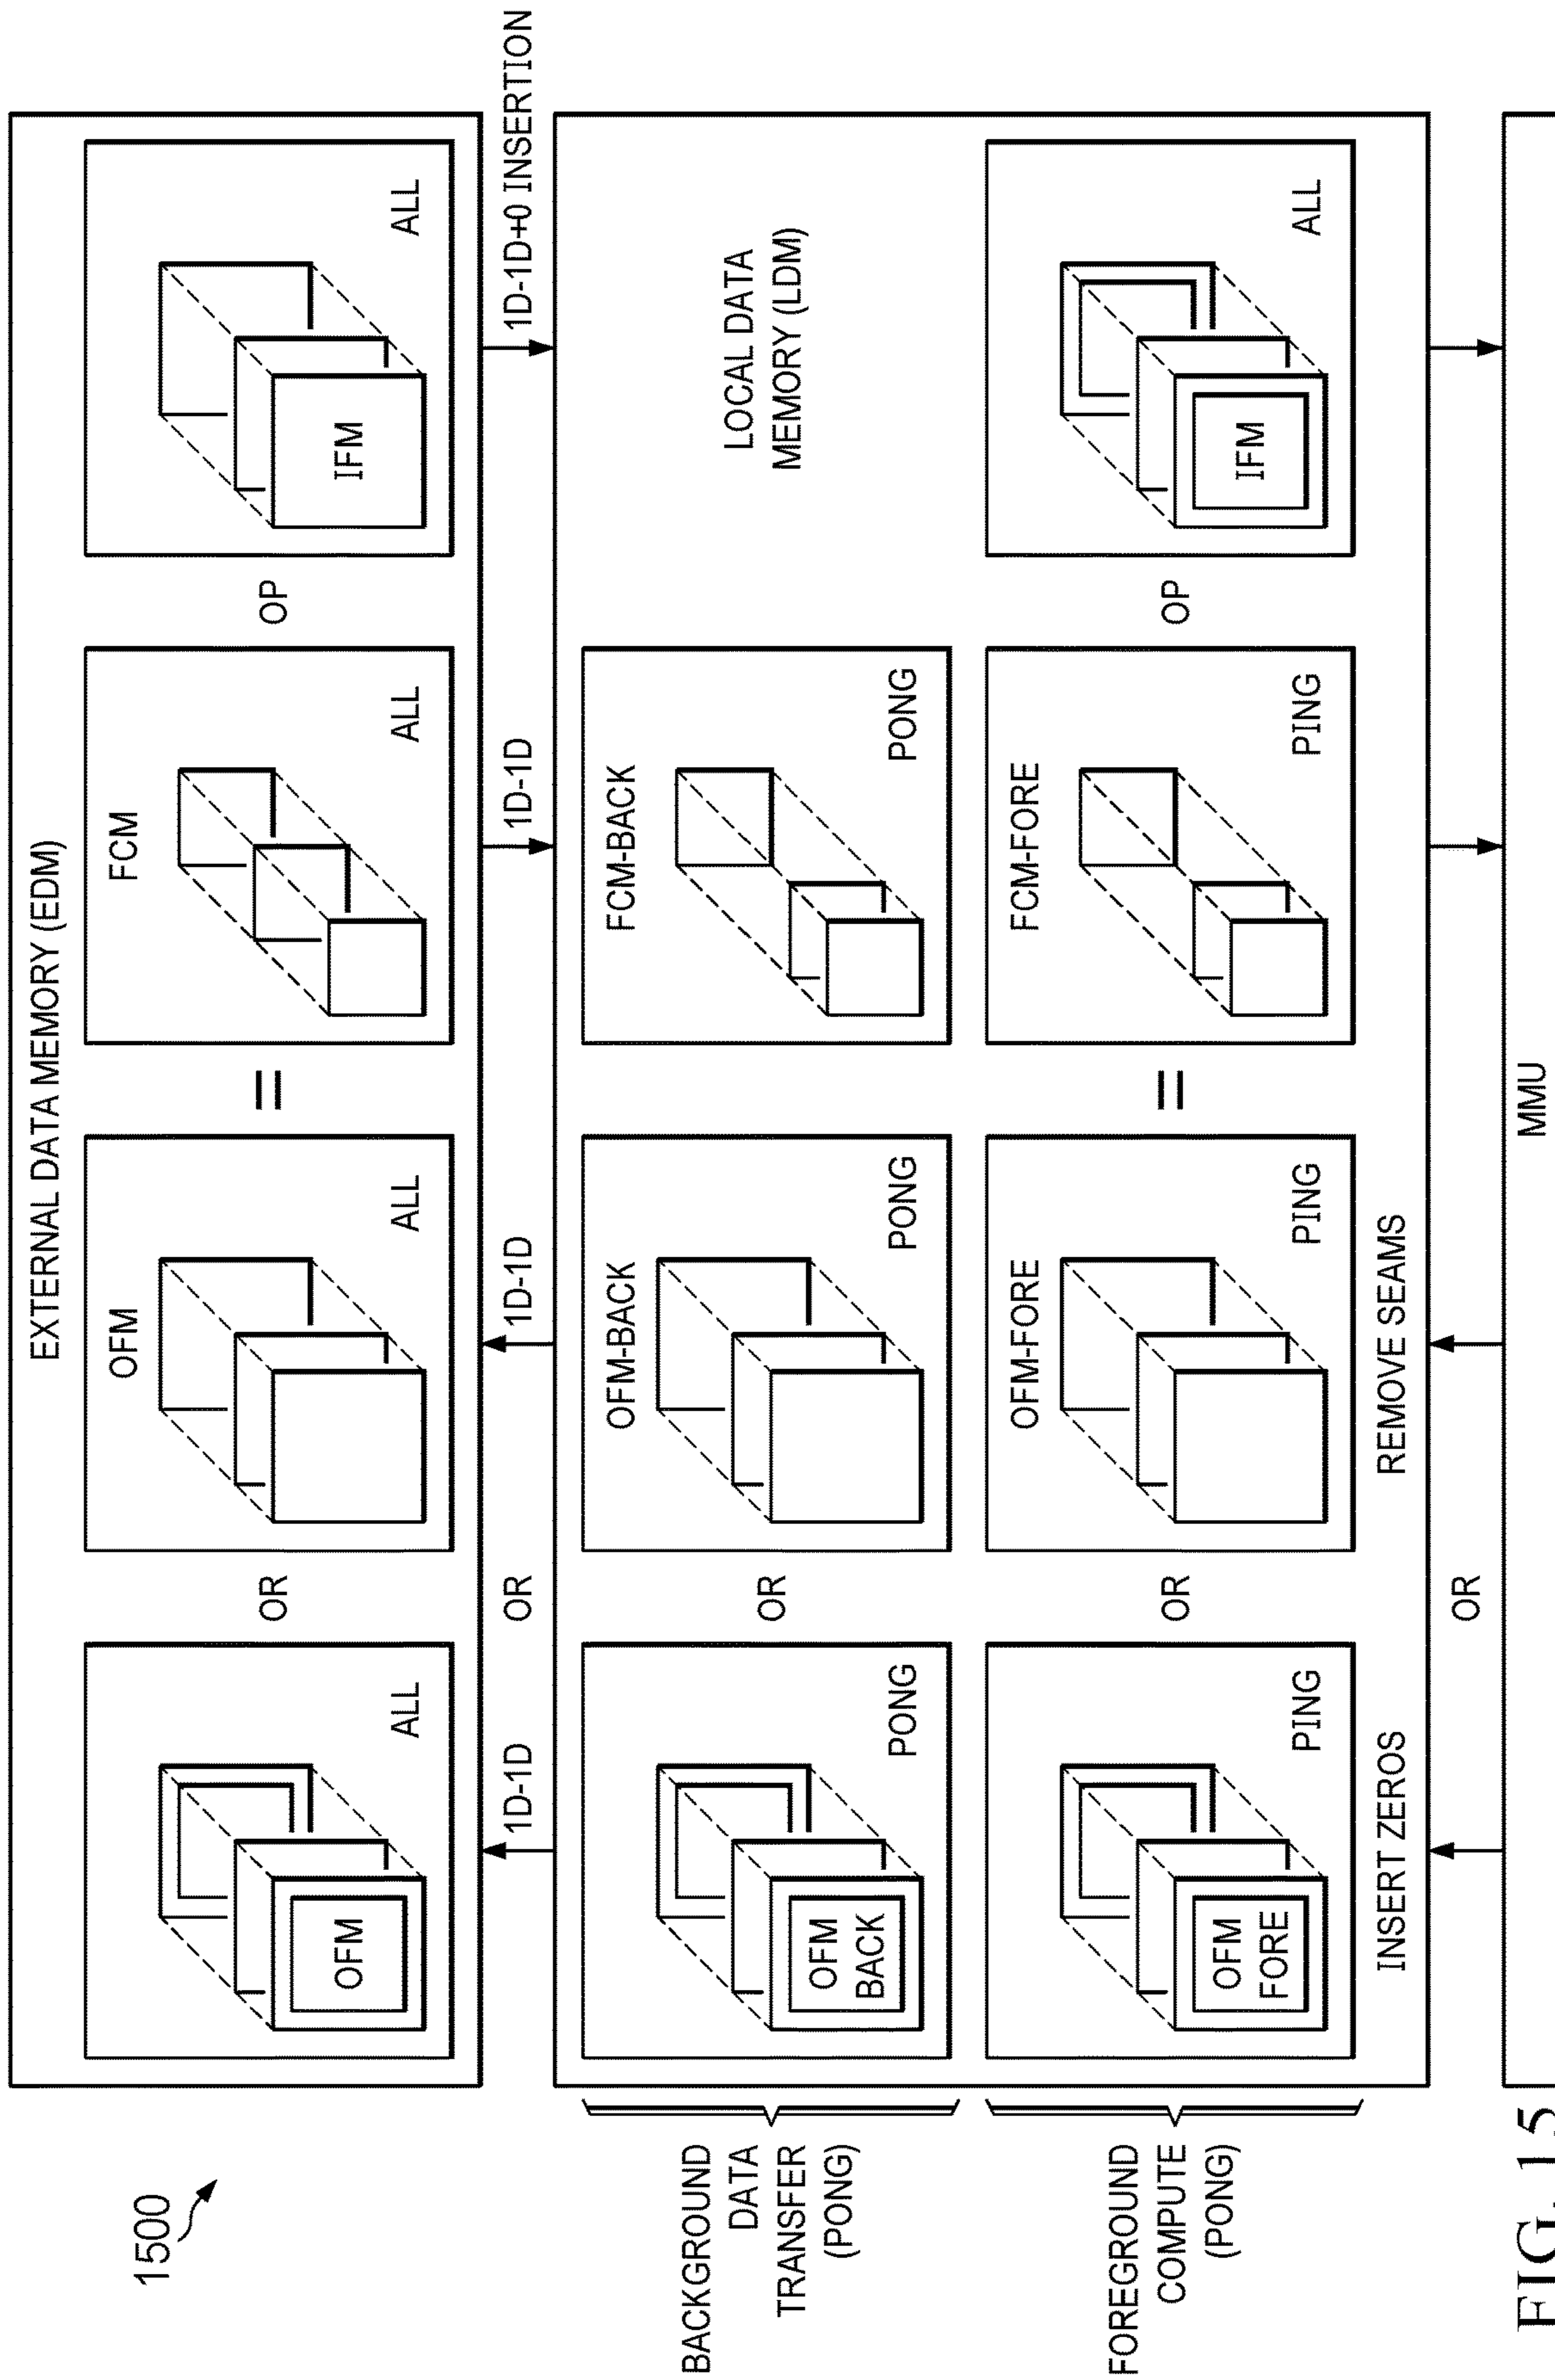 1500
EXTERNAL DATA MEMORY (EDM)
OFM
ALL
OR
OFM
ALL
=
FCM
ALL
OP
IFM
ALL
1D-1D
OR
1D-1D
1D-1D
1D-1D+0 INSERTION
BACKGROUND
DATA
TRANSFER
(PONG)
OFM
BACK
PONG
OR
OFM-BACK
PONG
FCM-BACK
PONG
LOCAL DATA
MEMORY (LDM)
FOREGROUND
COMPUTE
(PONG)
OFM
FORE
PING
OR
OFM-FORE
PING
=
FCM-FORE
PING
OP
IFM
ALL
INSERT ZEROS
REMOVE SEAMS
OR
MMU
FIG. 15